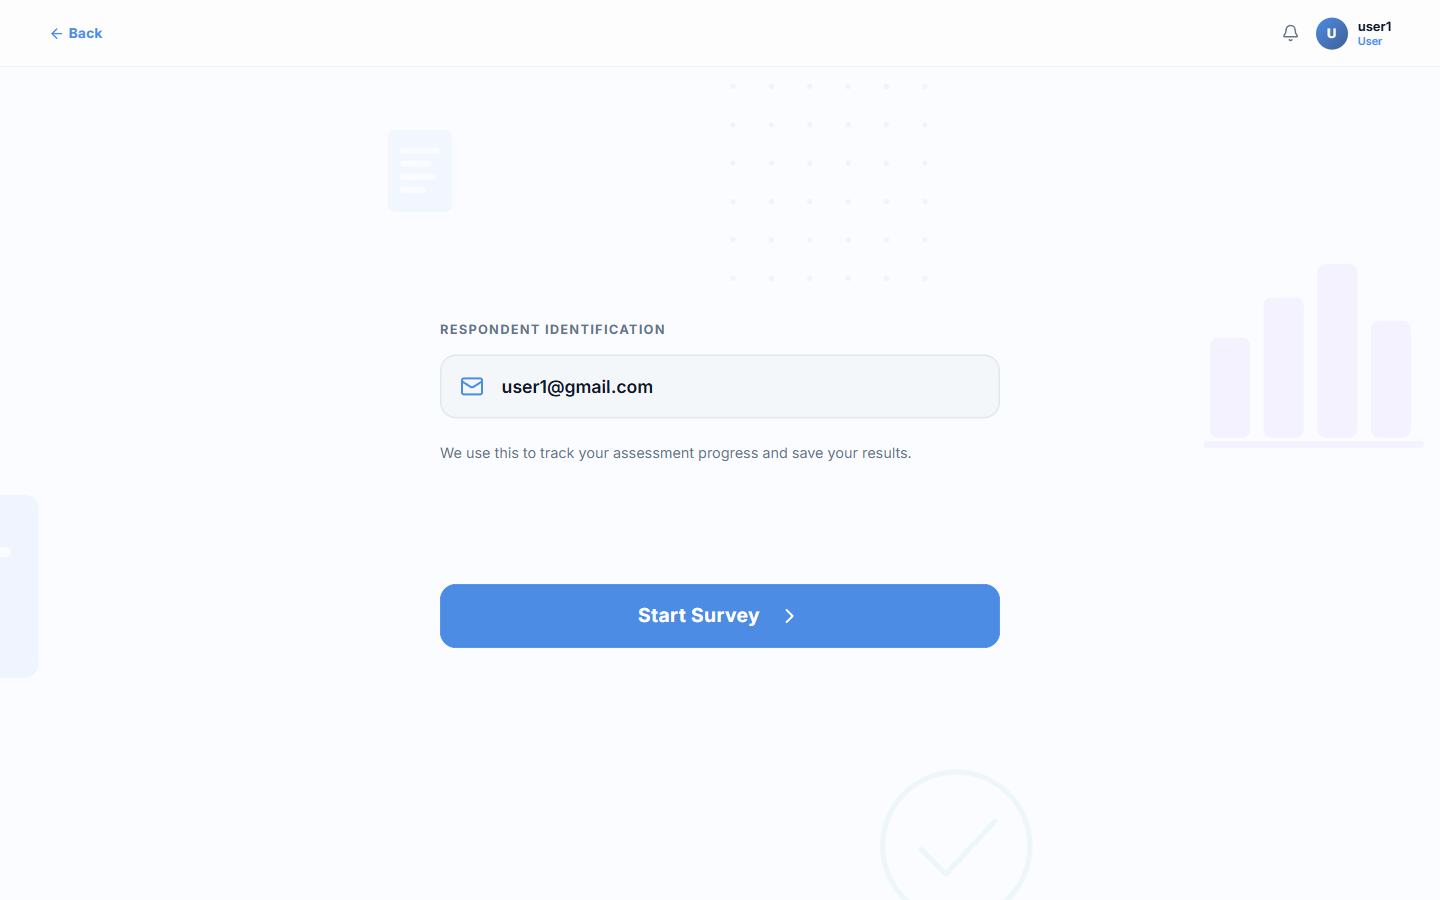 Back
U
user1
User
RESPONDENT IDENTIFICATION
user1@gmail.com
We use this to track your assessment progress and save your results.
Start Survey